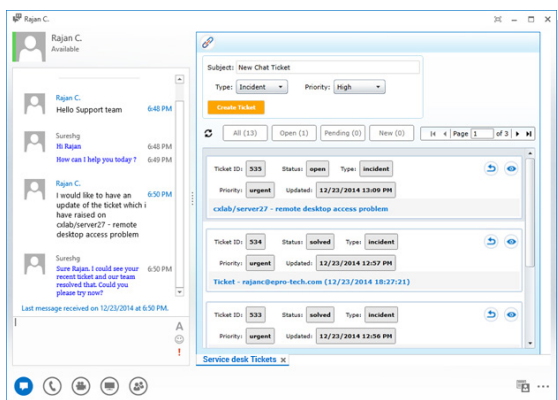 Rajan C.
Rajan C.
Available
Rajan C.
Hello Support team 6:48 PM
Sureshg
Hi Rajan 6:48 PM
How can I help you today ? 6:49 PM
Rajan C.
I would like to have an 6:50 PM
update of the ticket which i
have raised on
cxlab/server27 - remote
desktop access problem
Sureshg
Sure Rajan. I could see your 6:50 PM
recent ticket and our team
resolved that. Could you
please try now?
Last message received on 12/23/2014 at 6:50 PM.
A
!
Subject: New Chat Ticket
Type: Incident Priority: High
Create Ticket
All (13) Open (1) Pending (0) New (0) Page 1 of 3
Ticket ID: 535 Status: open Type: incident
Priority: urgent Updated: 12/23/2014 13:09 PM
cxlab/server27 - remote desktop access problem
Ticket ID: 534 Status: solved Type: incident
Priority: urgent Updated: 12/23/2014 12:57 PM
Ticket - rajanc@epro-tech.com (12/23/2014 18:27:21)
Ticket ID: 533 Status: solved Type: incident
Priority: urgent Updated: 12/23/2014 12:56 PM
Service desk Tickets x